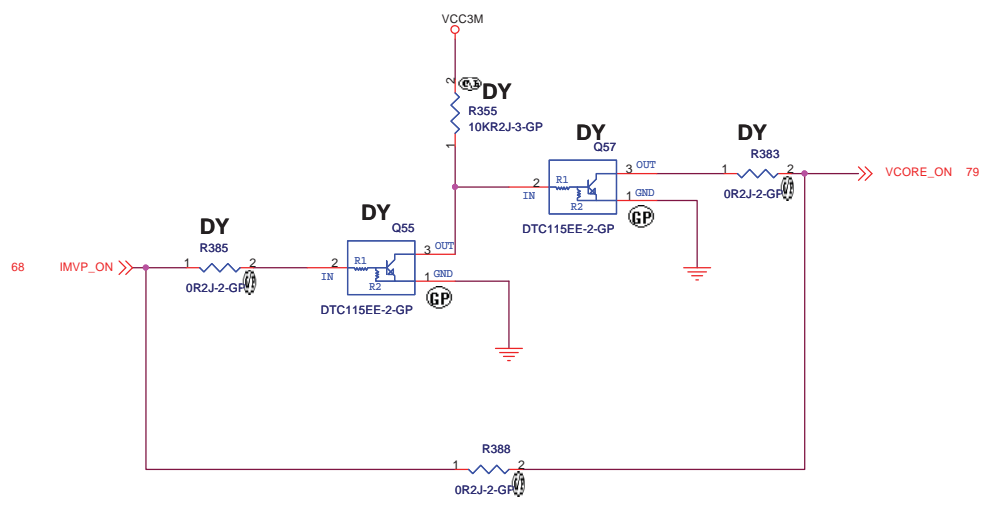 VCC3M
2
DY
R355
10KR2J-3-GP
1
DY
Q57
3 OUT
R1
2
IN
R2
1 GND
GP
DTC115EE-2-GP
DY
R383
1 2
0R2J-2-GP
VCORE_ON 79
DY
Q55
3 OUT
R1
2
IN
R2
1 GND
GP
DTC115EE-2-GP
DY
R385
1 2
0R2J-2-GP
68 IMVP_ON
R388
1 2
0R2J-2-GP